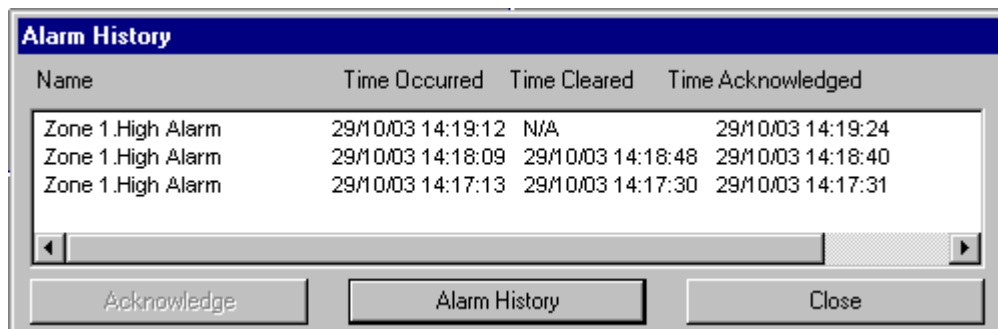 Alarm History
Name Time Occurred Time Cleared Time Acknowledged
Zone 1.High Alarm 29/10/03 14:19:12 N/A 29/10/03 14:19:24
Zone 1.High Alarm 29/10/03 14:18:09 29/10/03 14:18:48 29/10/03 14:18:40
Zone 1.High Alarm 29/10/03 14:17:13 29/10/03 14:17:30 29/10/03 14:17:31
Acknowledge Alarm History Close